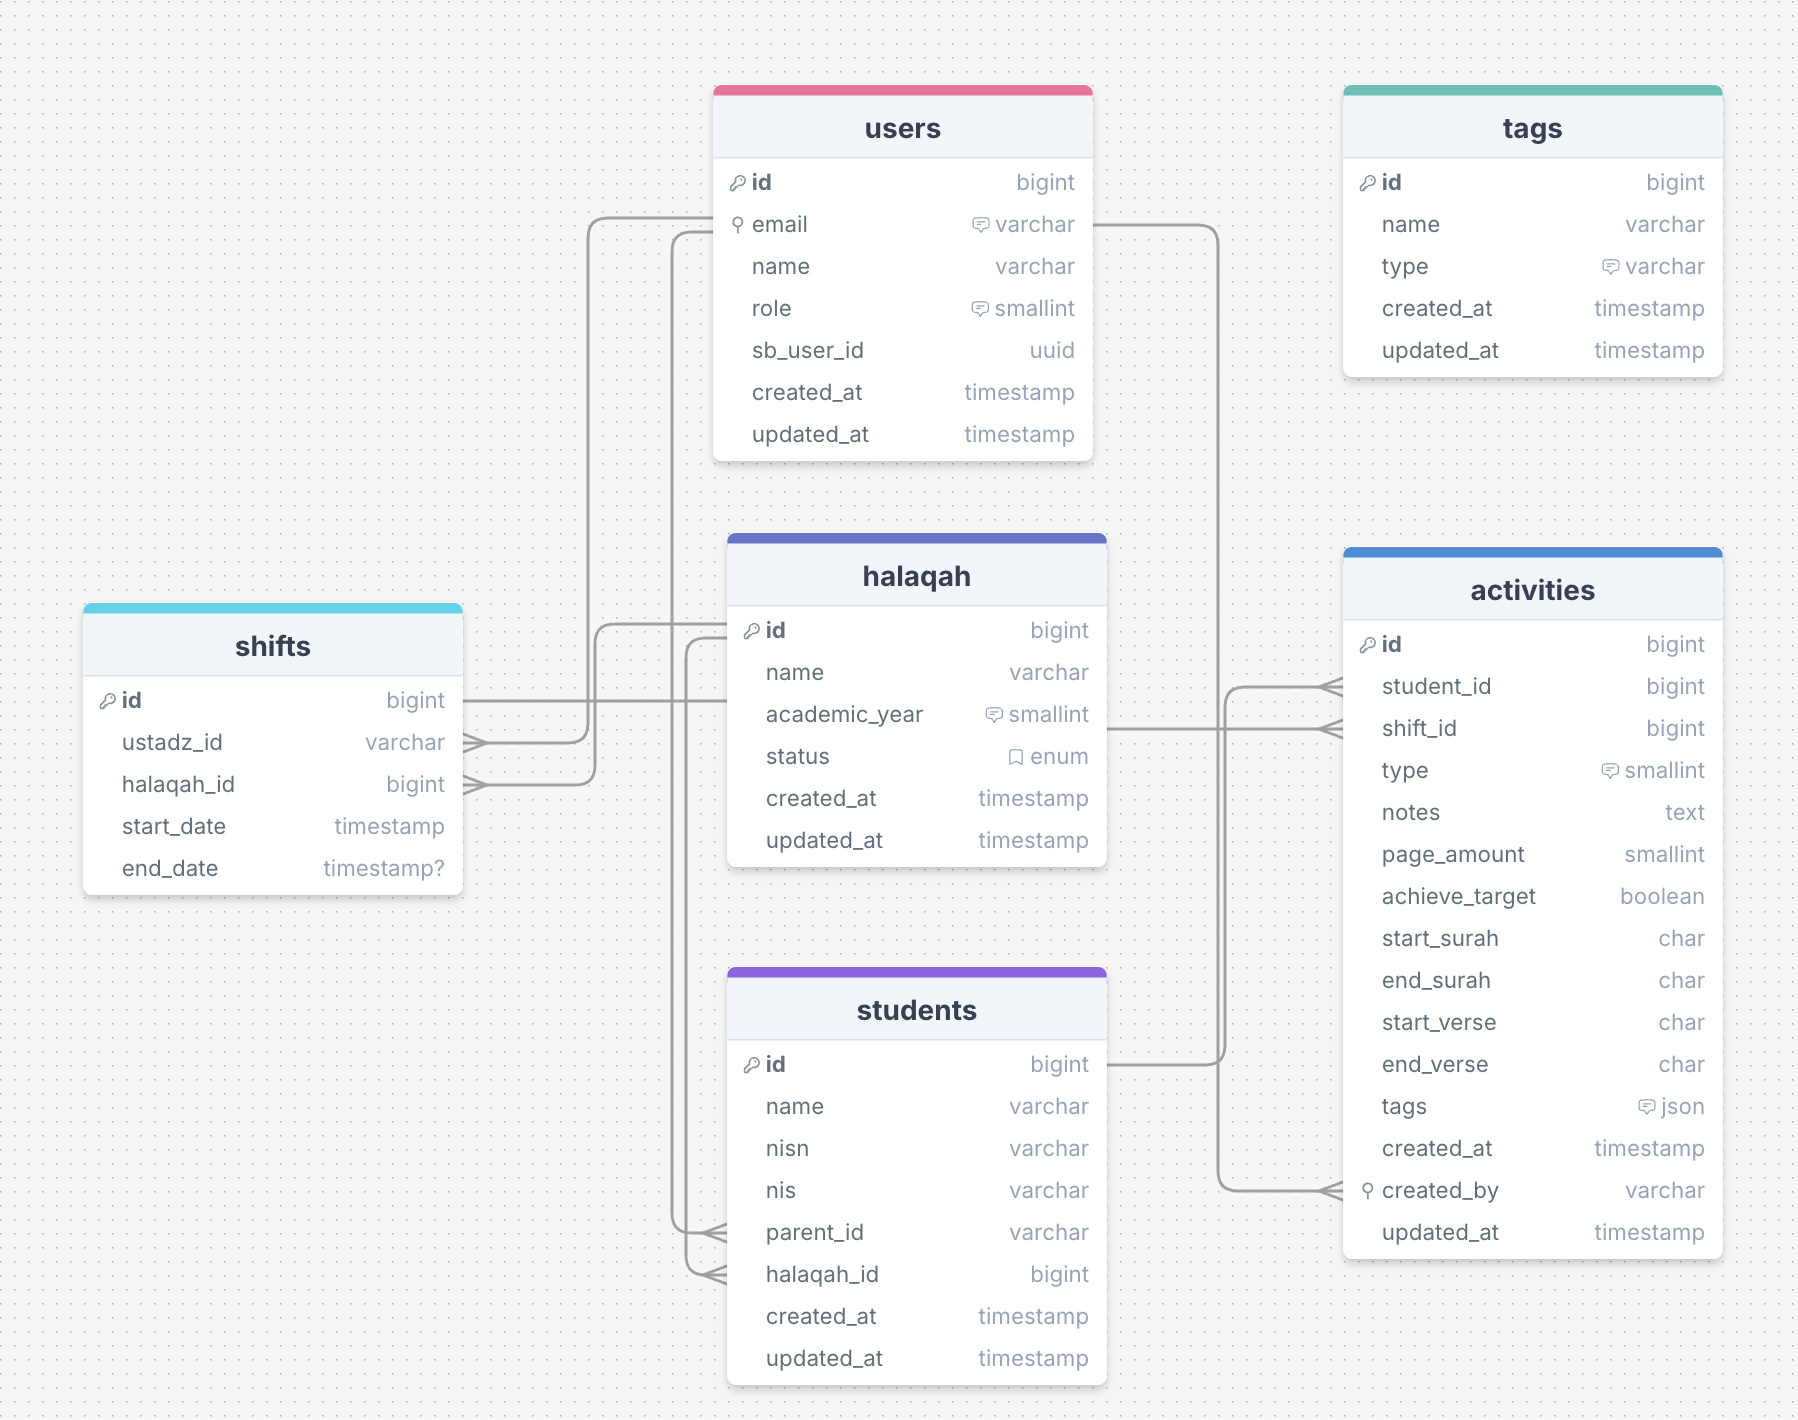 users
id bigint
email varchar
name varchar
role smallint
sb_user_id uuid
created_at timestamp
updated_at timestamp
tags
id bigint
name varchar
type varchar
created_at timestamp
updated_at timestamp
shifts
id bigint
ustadz_id varchar
halaqah_id bigint
start_date timestamp
end_date timestamp?
halaqah
id bigint
name varchar
academic_year smallint
status enum
created_at timestamp
updated_at timestamp
activities
id bigint
student_id bigint
shift_id bigint
type smallint
notes text
page_amount smallint
achieve_target boolean
start_surah char
end_surah char
start_verse char
end_verse char
tags json
created_at timestamp
created_by varchar
updated_at timestamp
students
id bigint
name varchar
nisn varchar
nis varchar
parent_id varchar
halaqah_id bigint
created_at timestamp
updated_at timestamp